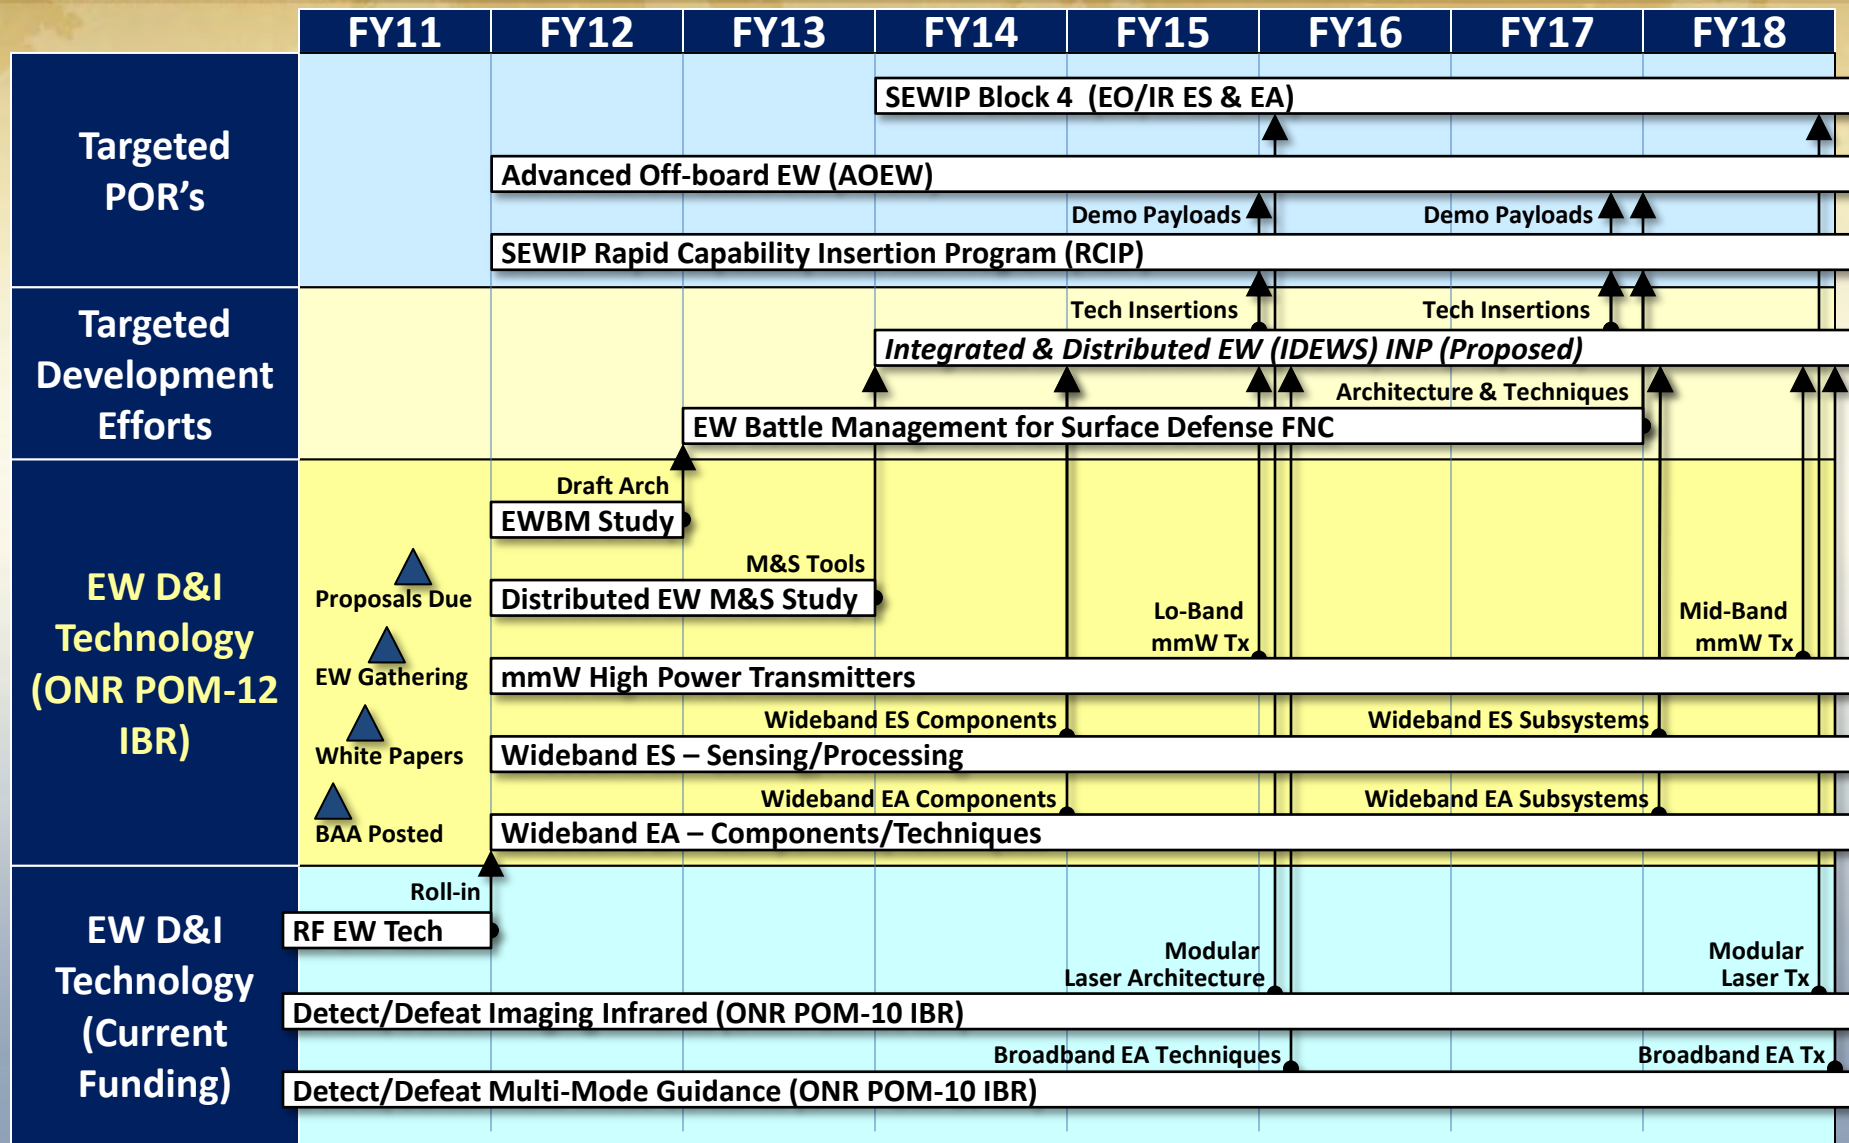 FY11 FY12 FY13 FY14 FY15 FY16 FY17 FY18
Targeted
POR’s
SEWIP Block 4 (EO/IR ES & EA)
Advanced Off-board EW (AOEW)
Demo Payloads
Demo Payloads
SEWIP Rapid Capability Insertion Program (RCIP)
Targeted
Development
Efforts
Tech Insertions
Tech Insertions
Integrated & Distributed EW (IDEWS) INP (Proposed)
Architecture & Techniques
EW Battle Management for Surface Defense FNC
EW D&I
Technology
(ONR POM-12
IBR)
Draft Arch
EWBM Study
Proposals Due
M&S Tools
Distributed EW M&S Study
EW Gathering
Lo-Band
mmW Tx
Mid-Band
mmW Tx
mmW High Power Transmitters
White Papers
Wideband ES Components
Wideband ES Subsystems
Wideband ES – Sensing/Processing
BAA Posted
Wideband EA Components
Wideband EA Subsystems
Wideband EA – Components/Techniques
EW D&I
Technology
(Current
Funding)
Roll-in
RF EW Tech
Modular
Laser Architecture
Modular
Laser Tx
Detect/Defeat Imaging Infrared (ONR POM-10 IBR)
Broadband EA Techniques
Broadband EA Tx
Detect/Defeat Multi-Mode Guidance (ONR POM-10 IBR)